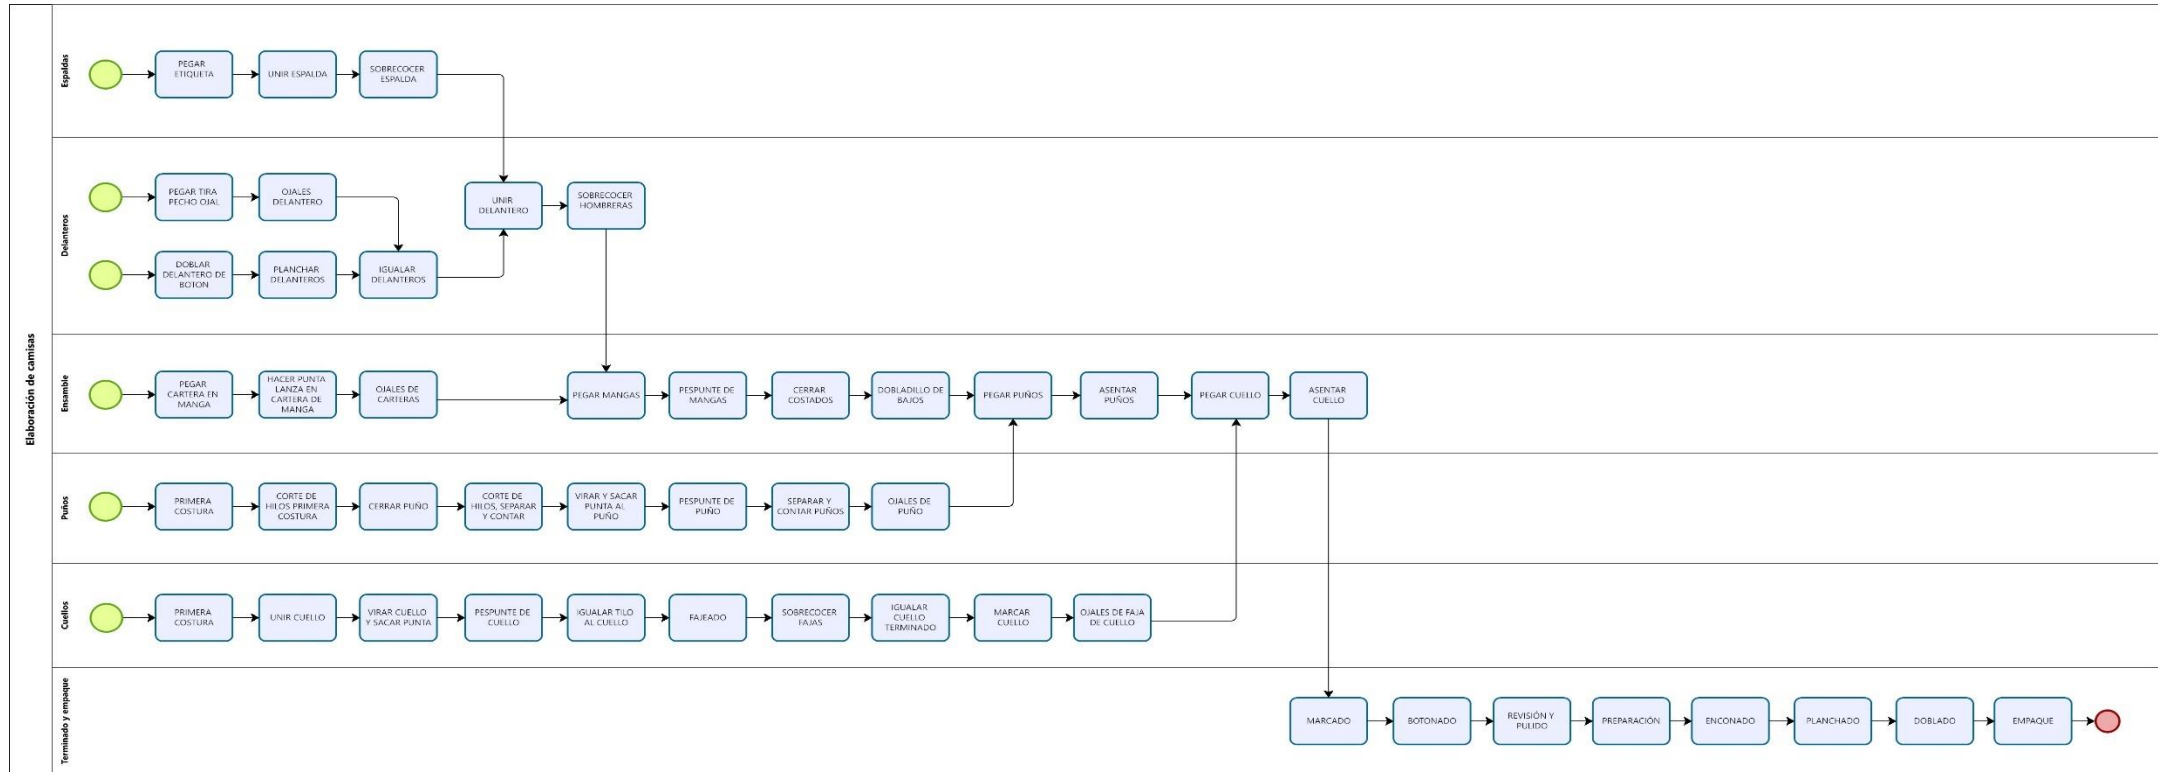 Elaboración de camisas
Espaldas
PEGAR
ETIQUETA
UNIR ESPALDA
SOBRECOCER
ESPALDA
Delanteros
PEGAR TIRA
PECHO OJAL
OJALES
DELANTERO
UNIR
DELANTERO
SOBRECOCER
HOMBRERAS
DOBLAR
DELANTERO DE
BOTON
PLANCHAR
DELANTEROS
IGUALAR
DELANTEROS
Ensamble
PEGAR
CARTERA EN
MANGA
HACER PUNTA
LANZA EN
CARTERA DE
MANGA
OJALES DE
CARTERAS
PEGAR MANGAS
PESPUNTE DE
MANGAS
CERRAR
COSTADOS
DOBLADILLO DE
BAJOS
PEGAR PUÑOS
ASENTAR
PUÑOS
PEGAR CUELLO
ASENTAR
CUELLO
Puños
PRIMERA
COSTURA
CORTE DE
HILOS PRIMERA
COSTURA
CERRAR PUÑO
CORTE DE
HILOS, SEPARAR
Y CONTAR
VIRAR Y SACAR
PUNTA AL
PUÑO
PESPUNTE DE
PUÑO
SEPARAR Y
CONTAR PUÑOS
OJALES DE
PUÑO
Cuellos
PRIMERA
COSTURA
UNIR CUELLO
VIRAR CUELLO
Y SACAR PUNTA
PESPUNTE DE
CUELLO
IGUALAR TILO
AL CUELLO
FAJEADO
SOBRECOCER
FAJAS
IGUALAR
CUELLO
TERMINADO
MARCAR
CUELLO
OJALES DE FAJA
DE CUELLO
Terminado y empaque
MARCADO
BOTONADO
REVISIÓN Y
PULIDO
PREPARACIÓN
ENCONADO
PLANCHADO
DOBLADO
EMPAQUE